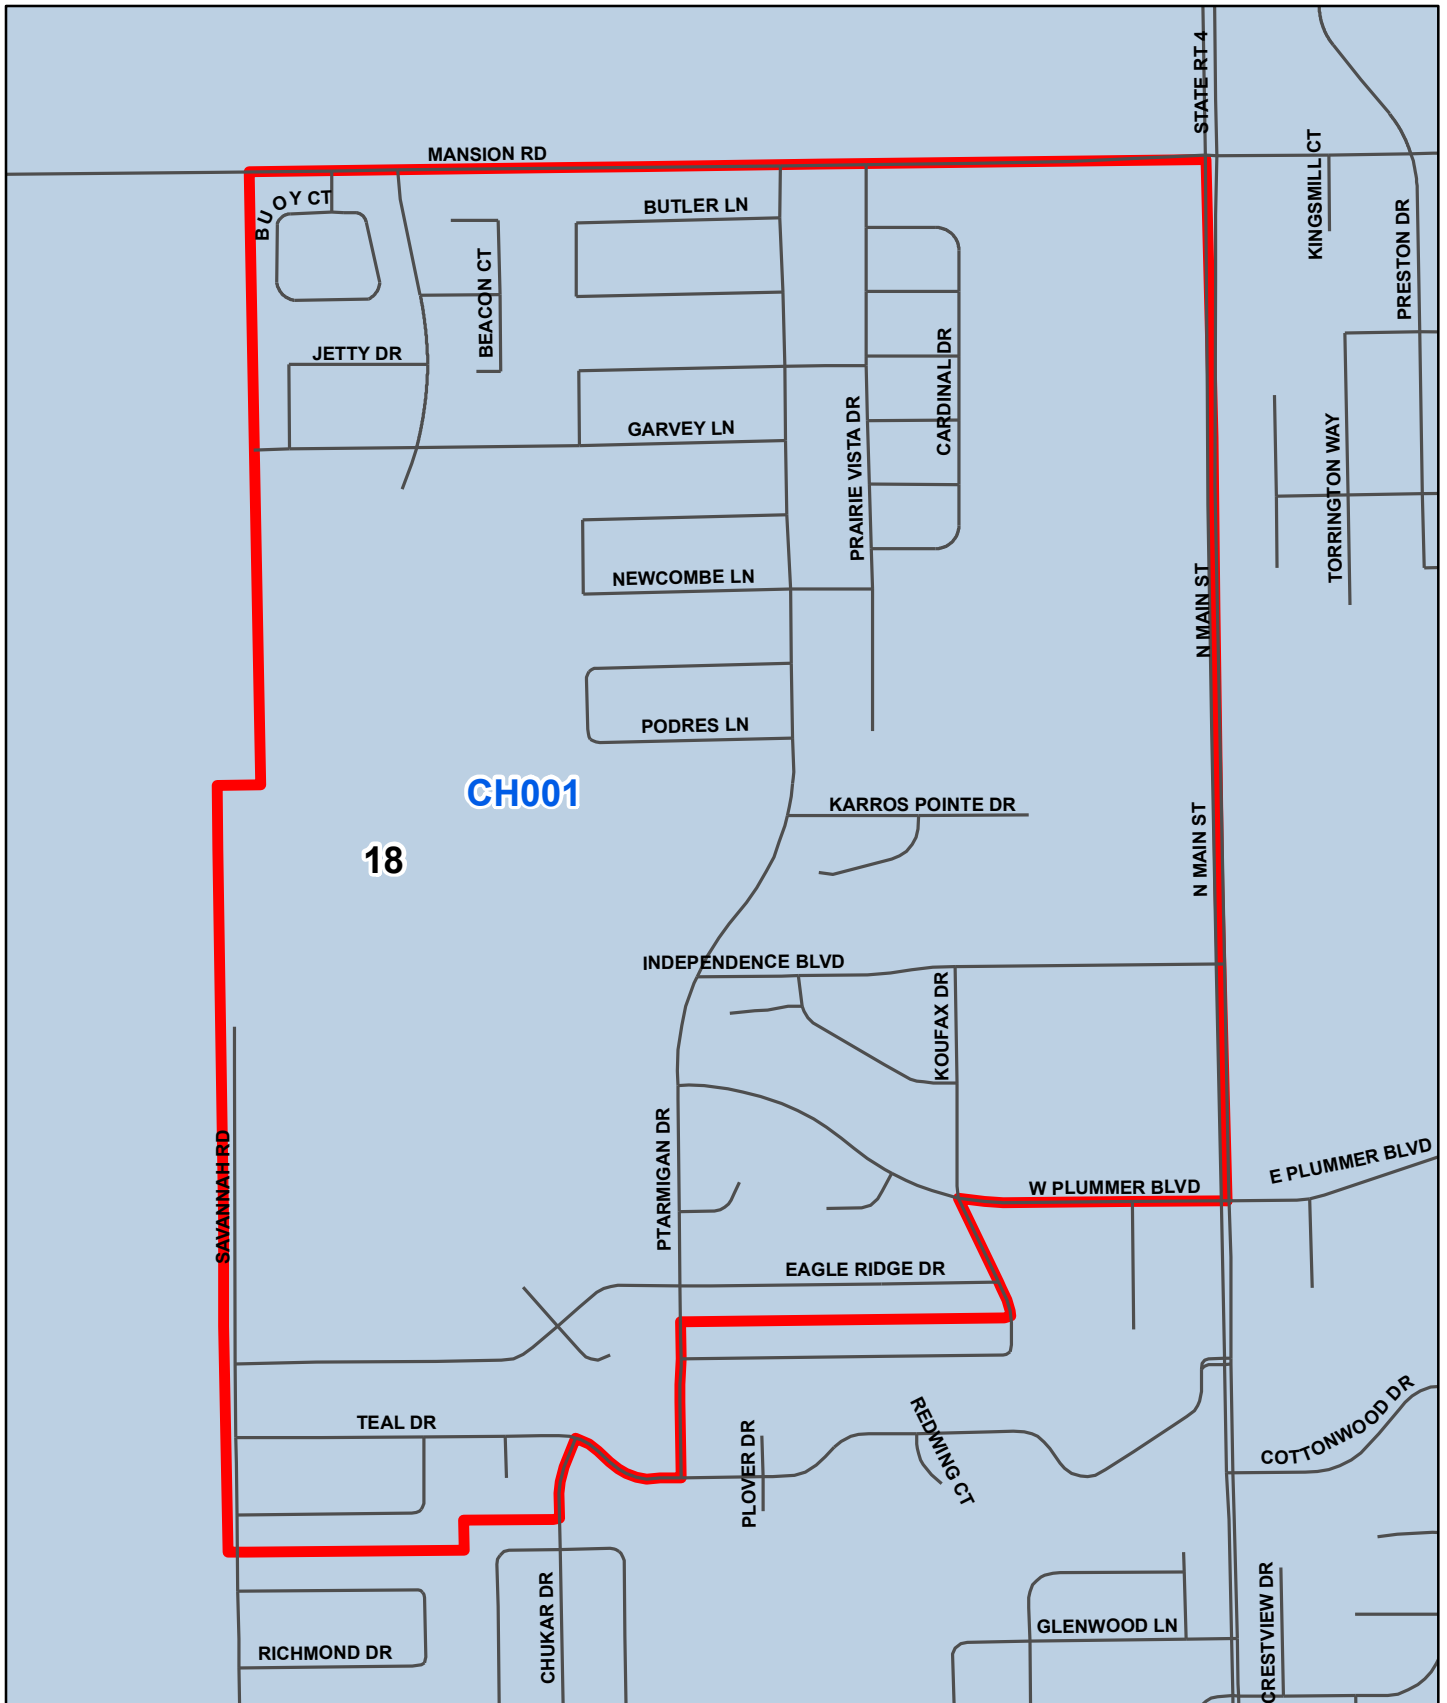 STATE RT 4
MANSION RD
KINGSMILL CT
BUOY CT
BUTLER LN
PRESTON DR
BEACON CT
JETTY DR
CARDINAL DR
GARVEY LN
PRAIRIE VISTA DR
TORRINGTON WAY
NEWCOMBE LN
N MAIN ST
PODRES LN
CH001
KARROS POINTE DR
N MAIN ST
18
INDEPENDENCE BLVD
KOUFAX DR
PTARMIGAN DR
SAVANNAH RD
E PLUMMER BLVD
W PLUMMER BLVD
EAGLE RIDGE DR
TEAL DR
REDWING CT
PLOVER DR
COTTONWOOD DR
CHUKAR DR
GLENWOOD LN
CRESTVIEW DR
RICHMOND DR